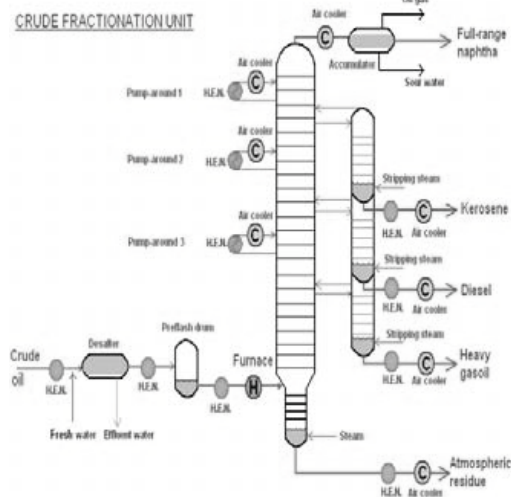 CRUDE FRACTIONATION UNIT
Air cooler
C
Full-range
naphtha
Accumulator
Sour water
Air cooler
Pump-around 1
H.E.N.
C
Air cooler
Pump-around 2
H.E.N.
C
Stripping steam
Kerosene
H.E.N.
C
Air cooler
Air cooler
Pump-around 3
H.E.N.
C
Stripping steam
Diesel
H.E.N.
C
Air cooler
Stripping steam
Heavy
gasoil
H.E.N.
C
Air cooler
Crude
oil
H.E.N.
Desalter
H.E.N.
Preflash drum
H.E.N.
Furnace
H
Fresh water
Effluent water
Steam
Atmospheric
residue
H.E.N.
C
Air cooler